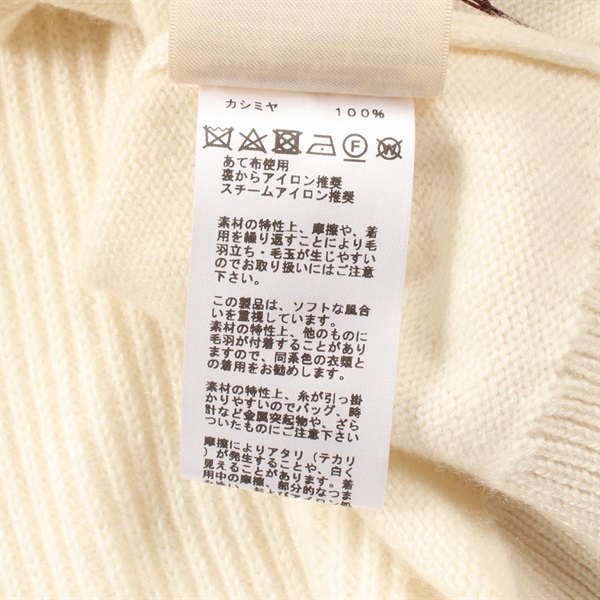 カシミヤ 100%
F W
あて布使用
裏からアイロン推奨
スチームアイロン推奨
素材の特性上、摩擦や、着
用を繰り返すことにより毛
羽立ち・毛玉が生じやすい
のでお取り扱いにはご注意
下さい。
この製品は、ソフトな風合
いを重視しています。
素材の特性上、他のものに
毛羽が付着することがあり
ますので、同系色の衣類と
の着用をお勧めします。
素材の特性上、糸が引っ掛
かりやすいのでバッグ、時
計など金属突起物や、ざら
ついたものにご注意下さい
摩擦によりアタリ(テカリ
)が発生することや、白く
見えることがあります。着
用中の摩擦、部分的なつま